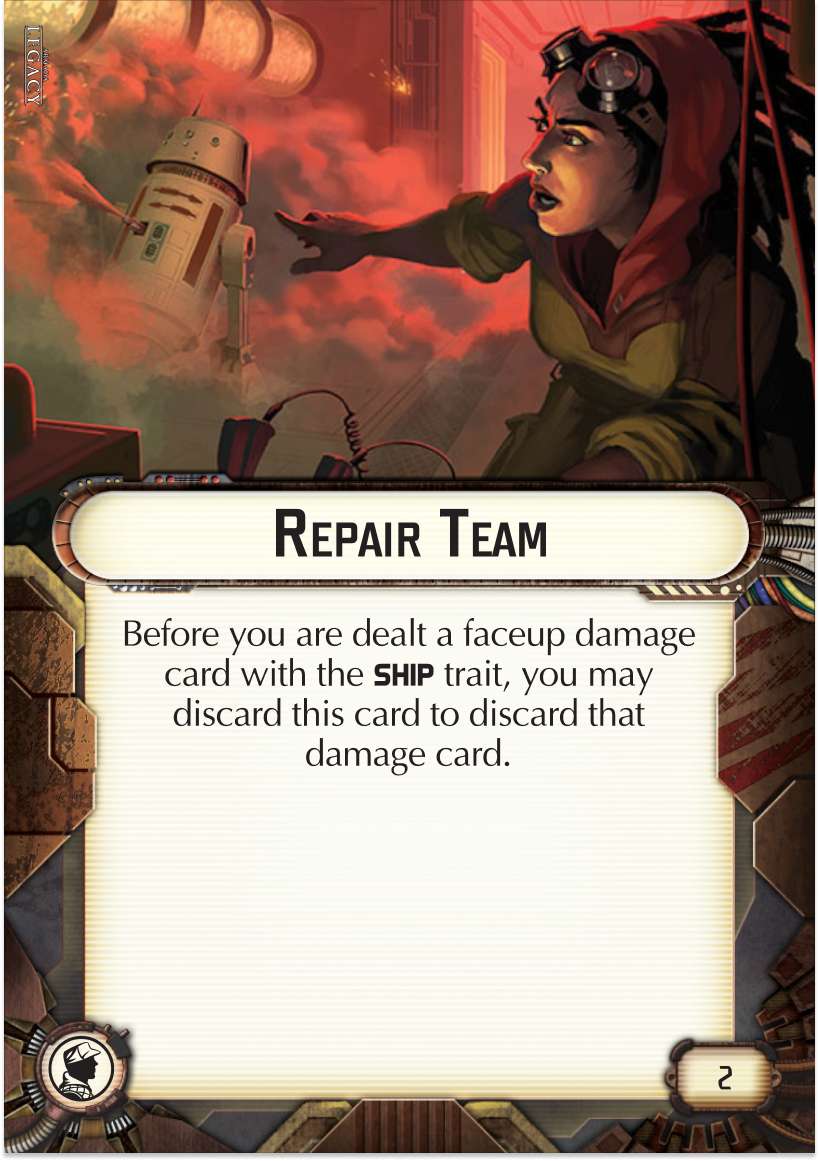 LEGACY
REPAIR TEAM
Before you are dealt a faceup damage
card with the SHIP trait, you may
discard this card to discard that
damage card.
2